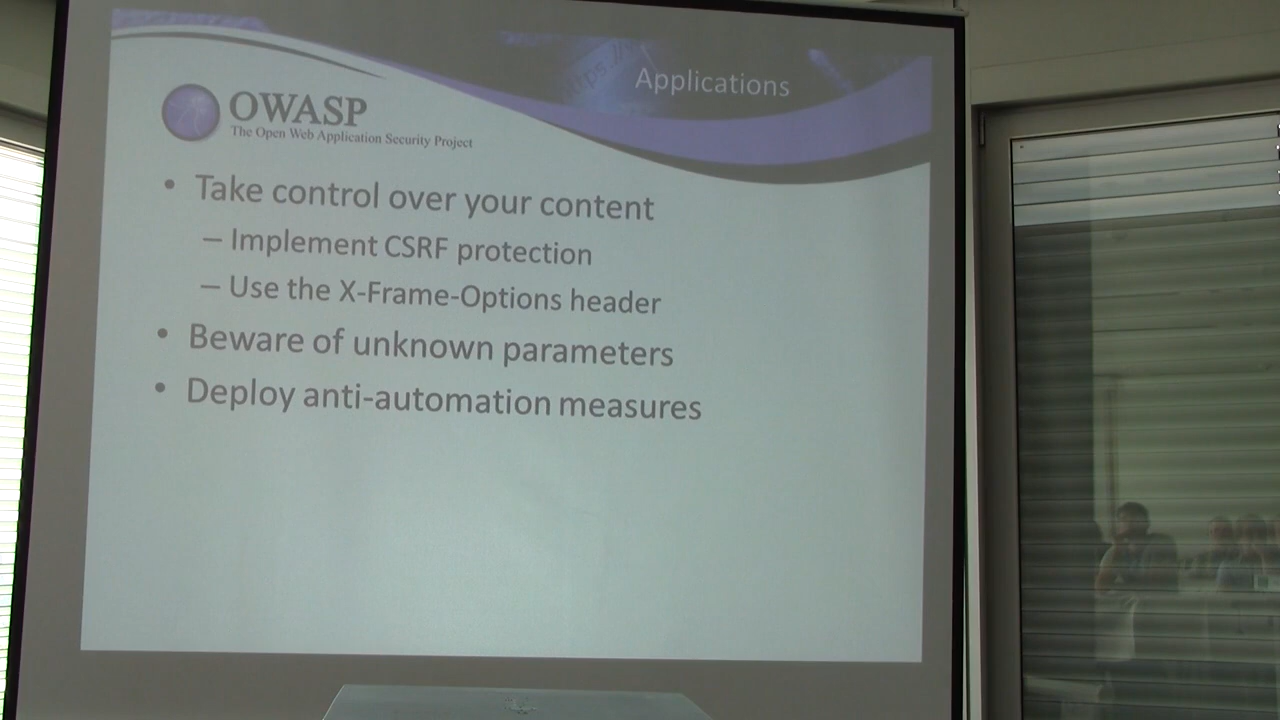 Applications
OWASP
The Open Web Application Security Project
• Take control over your content
– Implement CSRF protection
– Use the X-Frame-Options header
• Beware of unknown parameters
• Deploy anti-automation measures